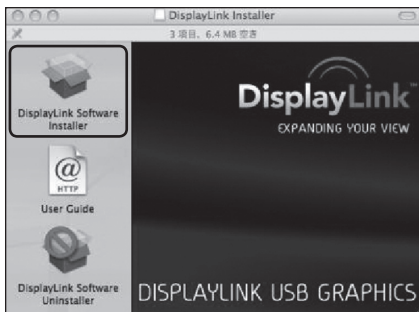 DisplayLink Installer
3 項目、6.4 MB 空き
DisplayLink Software
Installer
HTTP
User Guide
DisplayLink Software
Uninstaller
DisplayLink
EXPANDING YOUR VIEW
DISPLAYLINK USB GRAPHICS